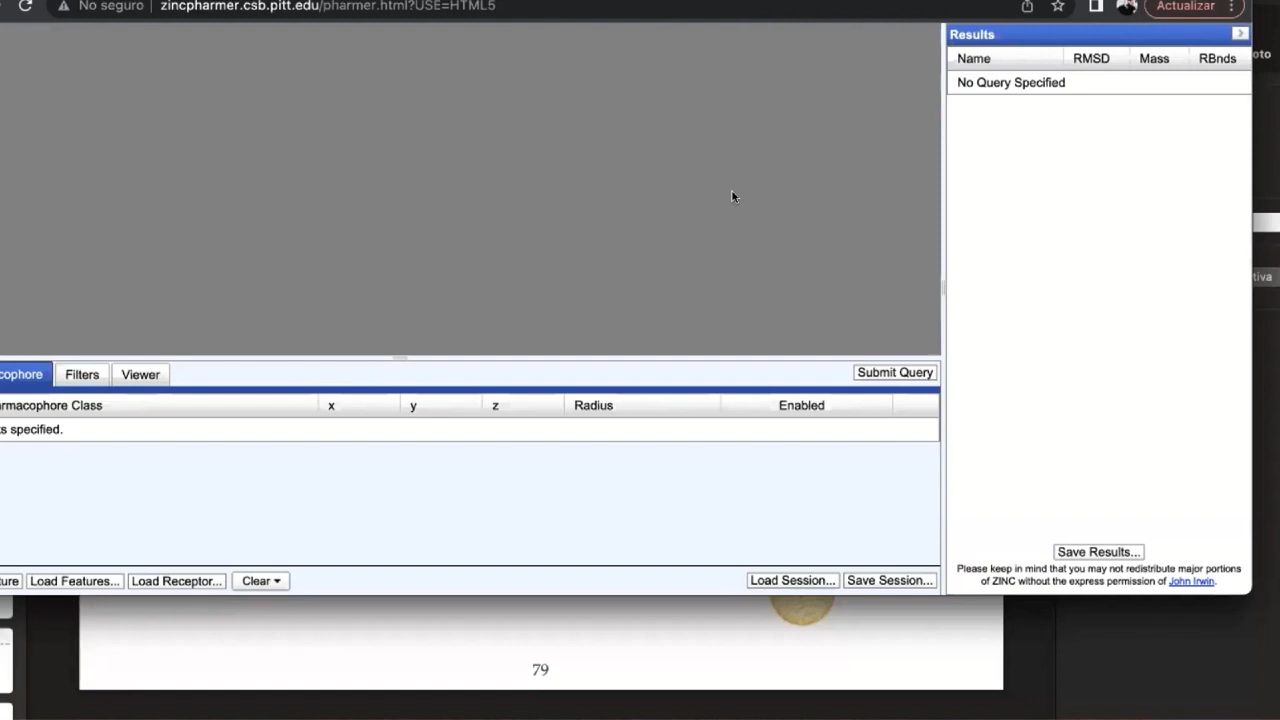 No seguro zincpharmer.csb.pitt.edu/pharmer.html?USE=HTML5 Actualizar
Results
Name RMSD Mass RBnds
No Query Specified
oto
tiva
cophore Filters Viewer Submit Query
rmacophore Class x y z Radius Enabled
s specified.
ture Load Features... Load Receptor... Clear Load Session... Save Session...
Save Results...
Please keep in mind that you may not redistribute major portions
of ZINC without the express permission of John Irwin.
79